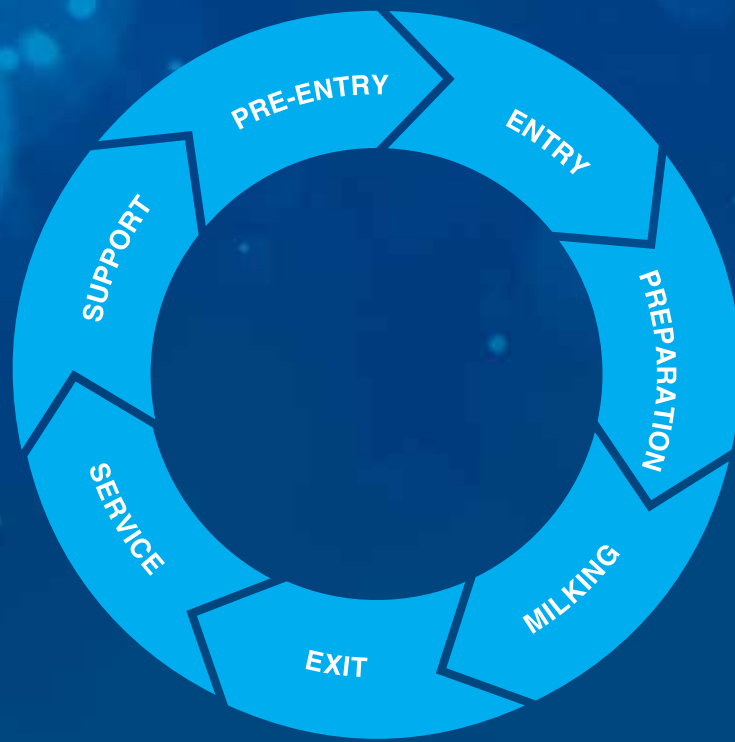 PRE-ENTRY
ENTRY
PREPARATION
MILKING
EXIT
SERVICE
SUPPORT